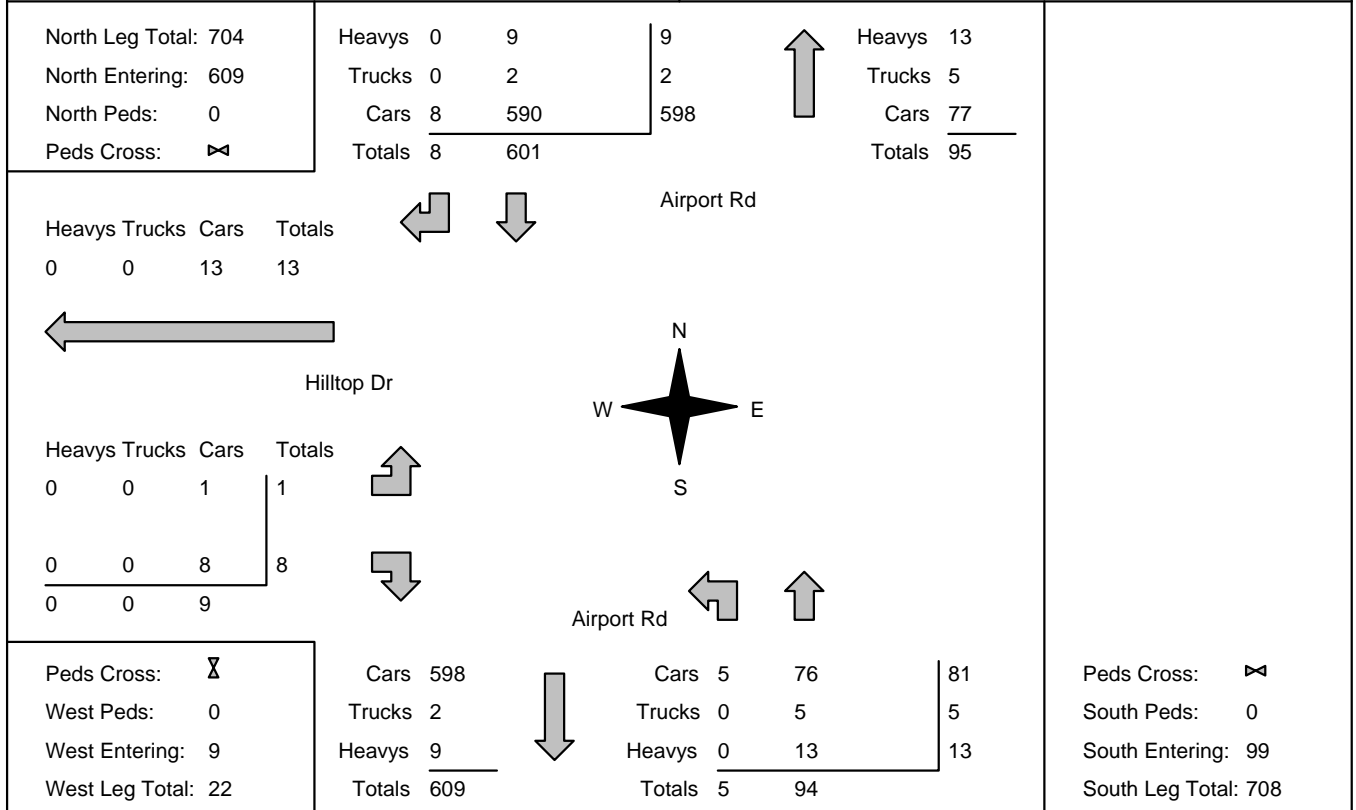 North Leg Total: 704
North Entering: 609
North Peds: 0
Peds Cross:
Heavys 0 9 9
Trucks 0 2 2
Cars 8 590 598
Totals 8 601
Heavys 13
Trucks 5
Cars 77
Totals 95
Airport Rd
Heavys Trucks Cars Totals
0 0 13 13
Hilltop Dr
N
W E
S
Heavys Trucks Cars Totals
0 0 1 1
0 0 8 8
0 0 9
Airport Rd
Peds Cross:
West Peds: 0
West Entering: 9
West Leg Total: 22
Cars 598
Trucks 2
Heavys 9
Totals 609
Cars 5 76 81
Trucks 0 5 5
Heavys 0 13 13
Totals 5 94
Peds Cross:
South Peds: 0
South Entering: 99
South Leg Total: 708